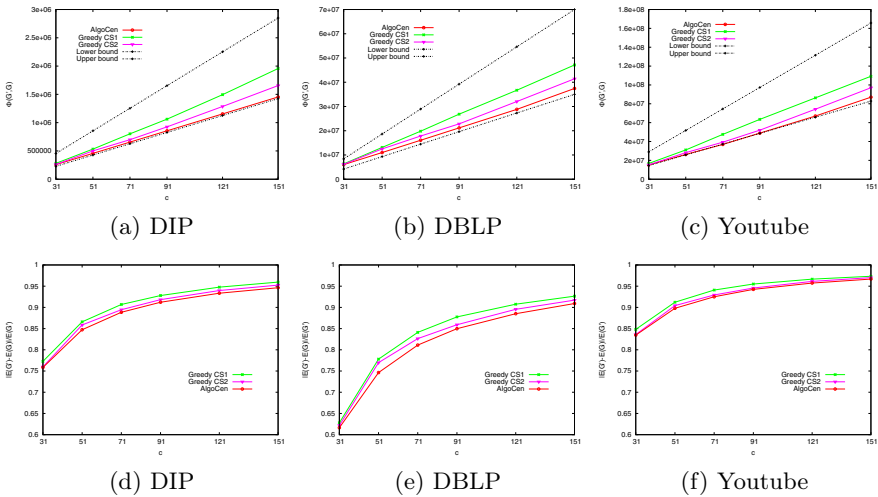 3e+06
2.5e+06
2e+06
1.5e+06
1e+06
500000
0
Φ(G',G)
AlgoCen
Greedy CS1
Greedy CS2
Lower bound
Upper bound
31 51 71 91 121 151
c
(a) DIP
7e+07
6e+07
5e+07
4e+07
3e+07
2e+07
1e+07
0
Φ(G',G)
AlgoCen
Greedy CS1
Greedy CS2
Lower bound
Upper bound
31 51 71 91 121 151
c
(b) DBLP
1.8e+08
1.6e+08
1.4e+08
1.2e+08
1e+08
8e+07
6e+07
4e+07
2e+07
0
Φ(G',G)
AlgoCen
Greedy CS1
Greedy CS2
Lower bound
Upper bound
31 51 71 91 121 151
c
(c) Youtube
1
0.95
0.9
0.85
0.8
0.75
0.7
0.65
0.6
|E(G')-E(G)|/E(G')
Greedy CS1
Greedy CS2
AlgoCen
31 51 71 91 121 151
c
(d) DIP
1
0.95
0.9
0.85
0.8
0.75
0.7
0.65
0.6
|E(G')-E(G)|/E(G')
Greedy CS1
Greedy CS2
AlgoCen
31 51 71 91 121 151
c
(e) DBLP
1
0.95
0.9
0.85
0.8
0.75
0.7
0.65
0.6
|E(G')-E(G)|/E(G')
Greedy CS1
Greedy CS2
AlgoCen
31 51 71 91 121 151
c
(f) Youtube